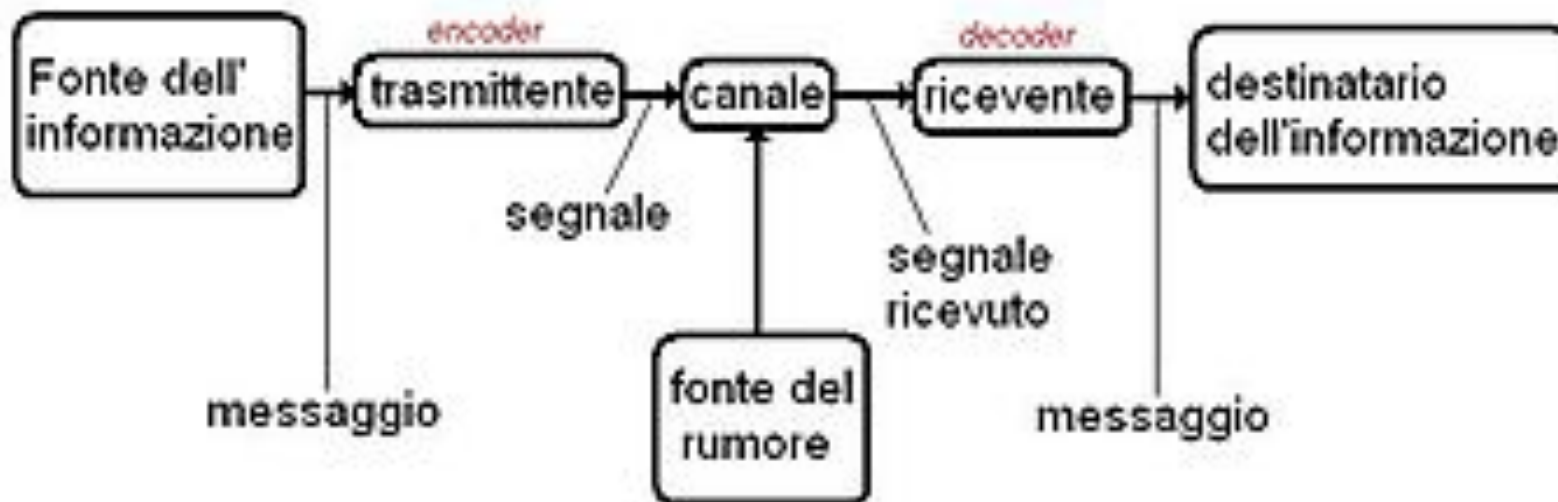 encoder
decoder
Fonte dell'
informazione
trasmittente
canale
ricevente
destinatario
dell'informazione
segnale
segnale
ricevuto
messaggio
fonte del
rumore
messaggio